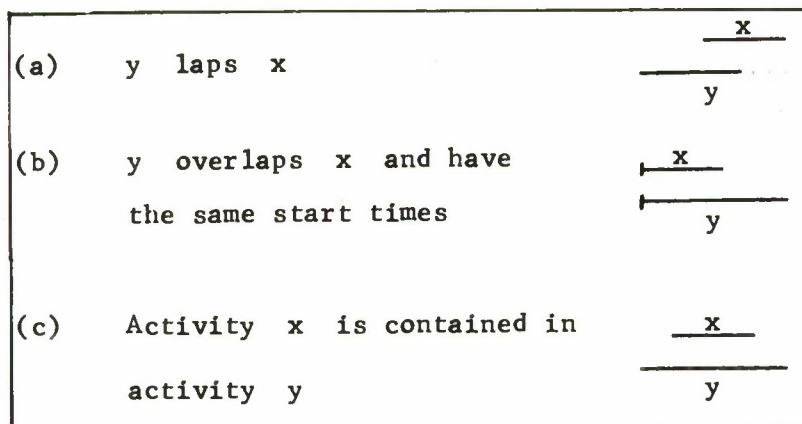 x
(a) y laps x
y
(b) y overlaps x and have
x
the same start times
y
(c) Activity x is contained in
x
activity y
y